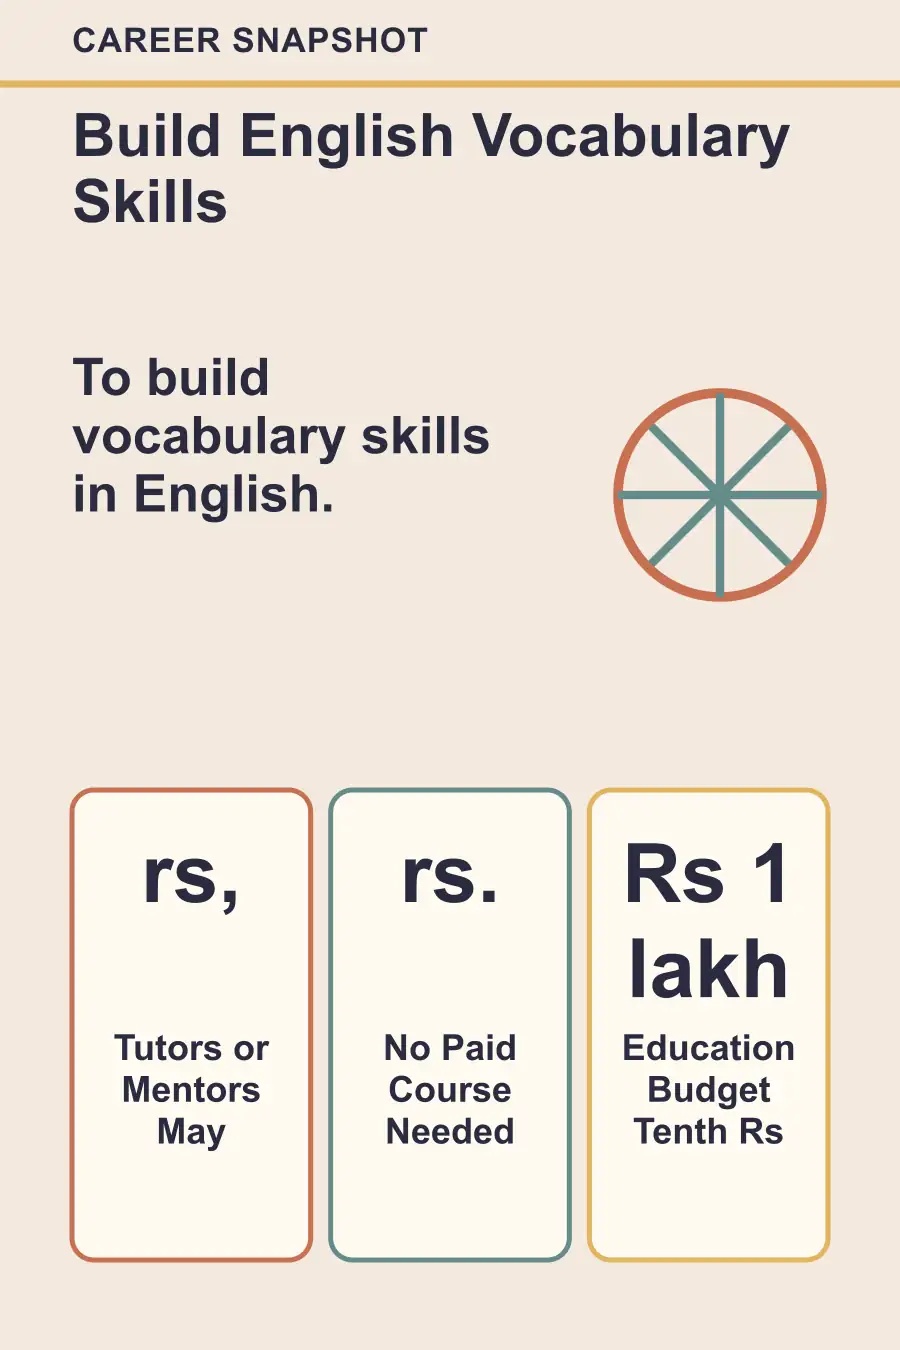 CAREER SNAPSHOT
Build English Vocabulary
Skills
To build
vocabulary skills
in English.
rs,
Tutors or
Mentors
May
rs.
No Paid
Course
Needed
Rs 1
lakh
Education
Budget
Tenth Rs